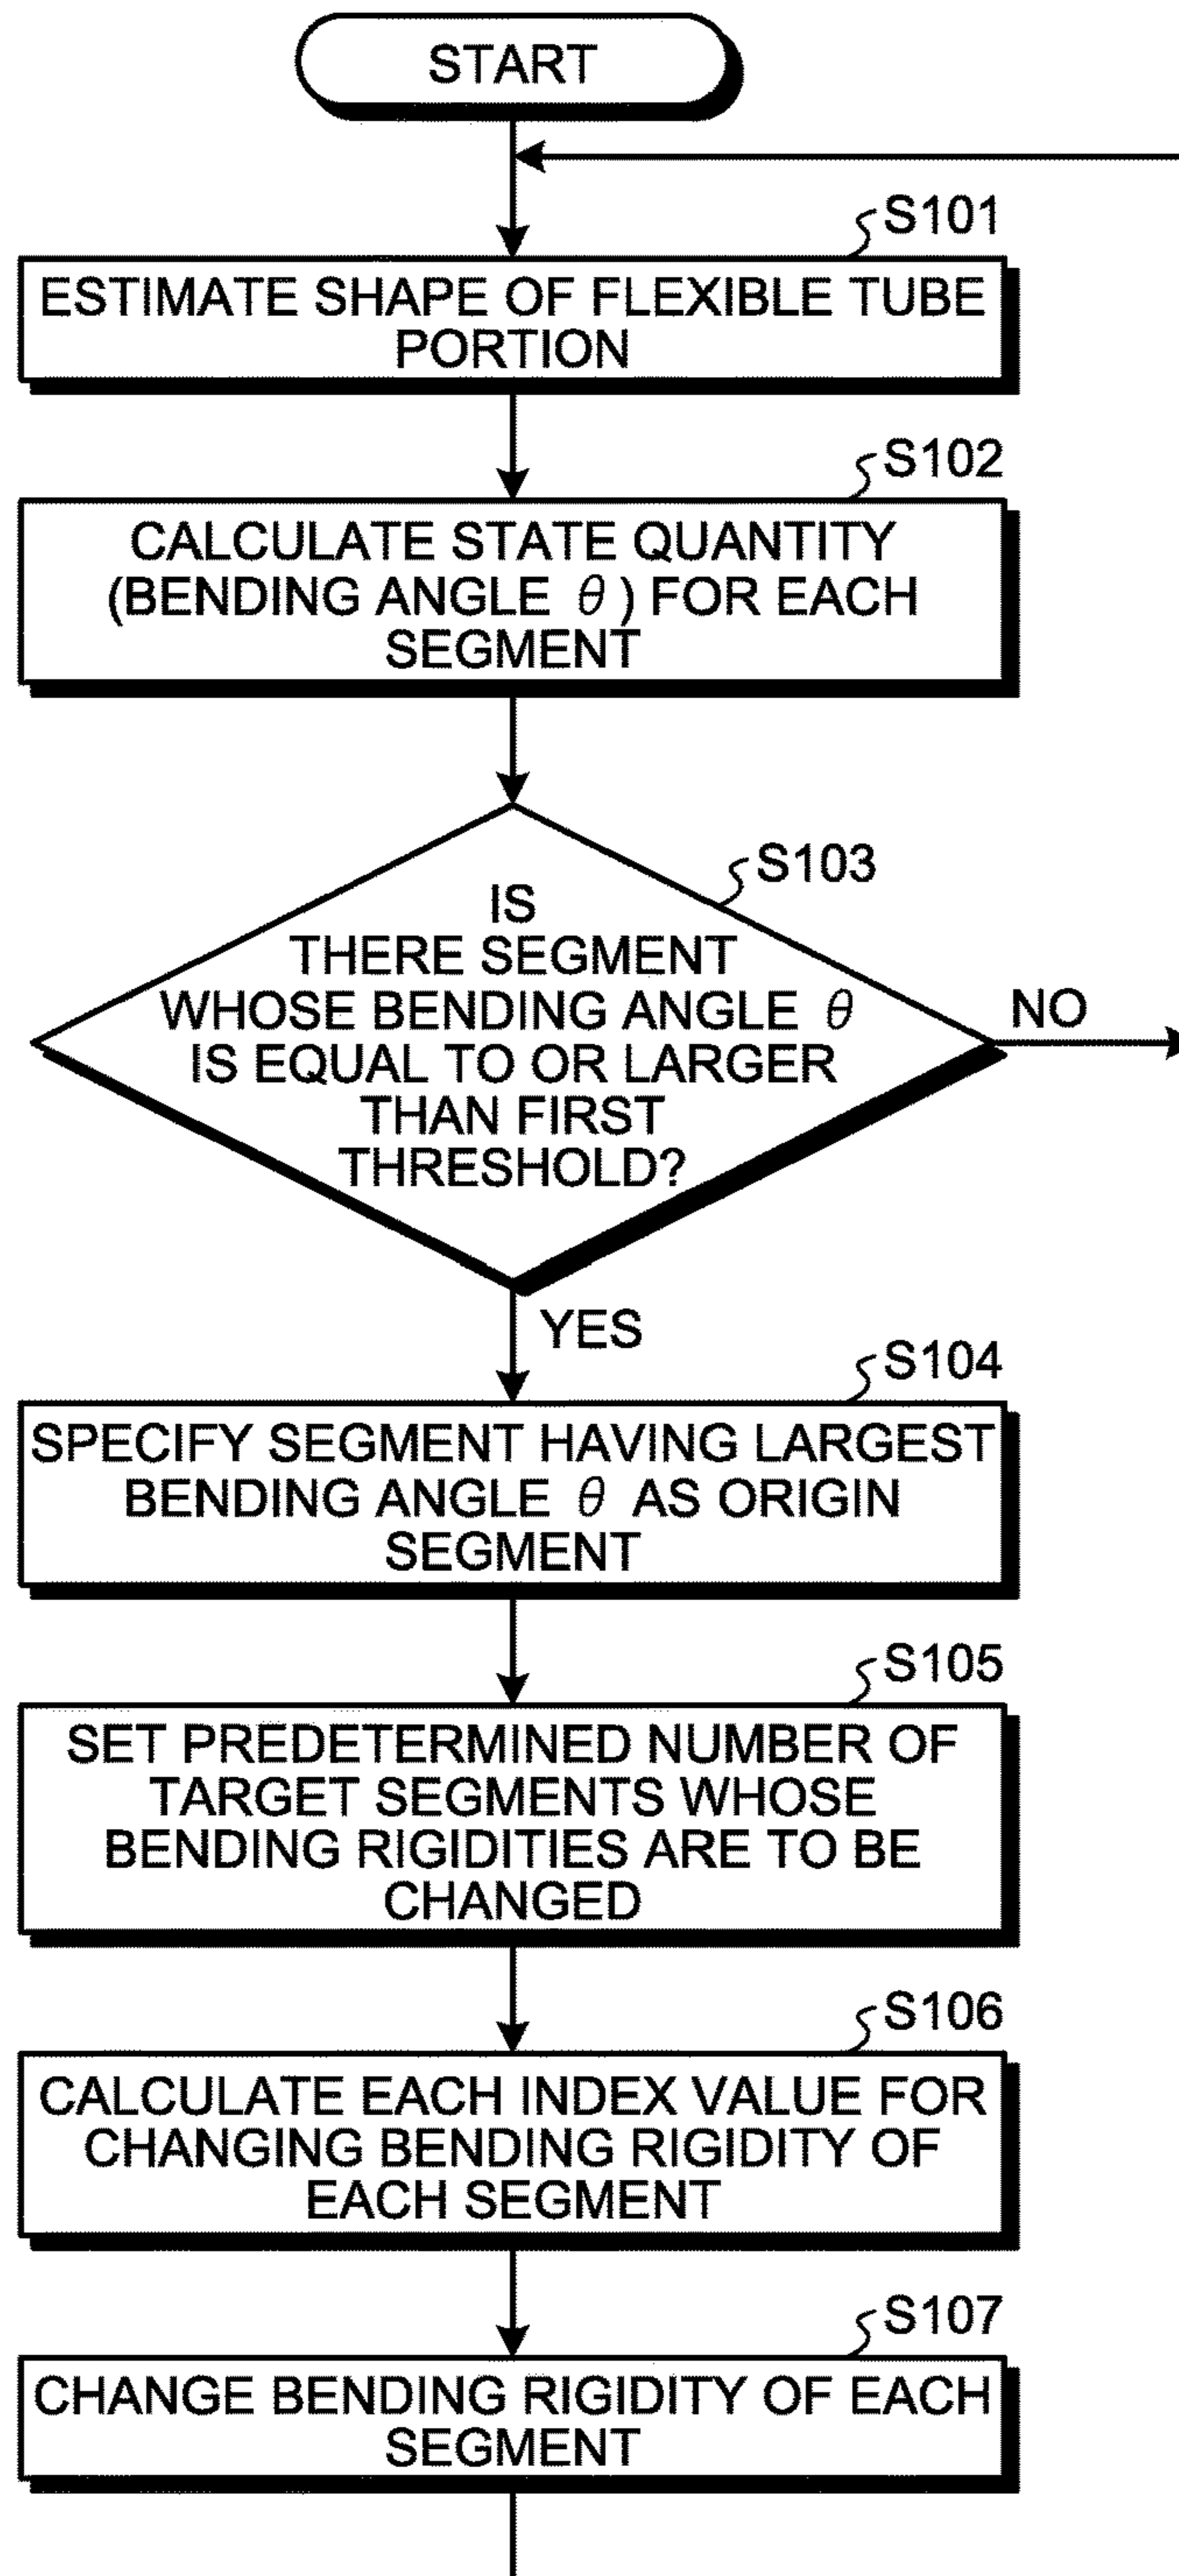 START
S101
ESTIMATE SHAPE OF FLEXIBLE TUBE
PORTION
S102
CALCULATE STATE QUANTITY
(BENDING ANGLE θ) FOR EACH
SEGMENT
S103
IS
THERE SEGMENT
WHOSE BENDING ANGLE θ
IS EQUAL TO OR LARGER
THAN FIRST
THRESHOLD?
NO
YES
S104
SPECIFY SEGMENT HAVING LARGEST
BENDING ANGLE θ AS ORIGIN
SEGMENT
S105
SET PREDETERMINED NUMBER OF
TARGET SEGMENTS WHOSE
BENDING RIGIDITIES ARE TO BE
CHANGED
S106
CALCULATE EACH INDEX VALUE FOR
CHANGING BENDING RIGIDITY OF
EACH SEGMENT
S107
CHANGE BENDING RIGIDITY OF EACH
SEGMENT